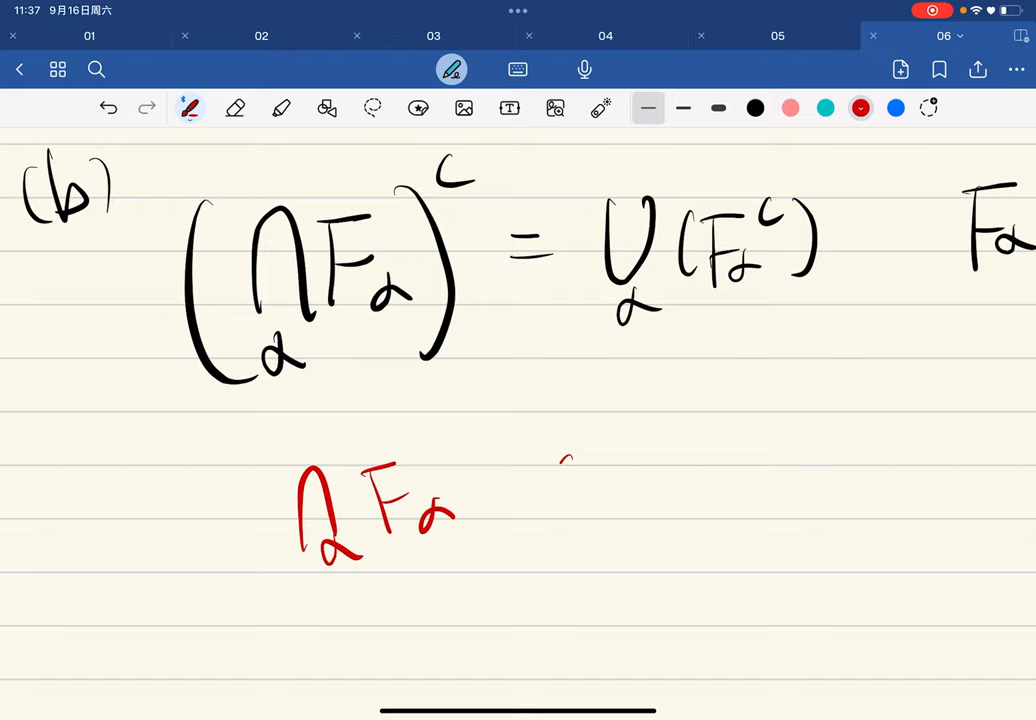 11:37 9月16日周六
01 02 03 04 05 06
T
(b) (⋂_α F_α)^c = ⋃_α (F_α^c) F_α
⋂_α F_α